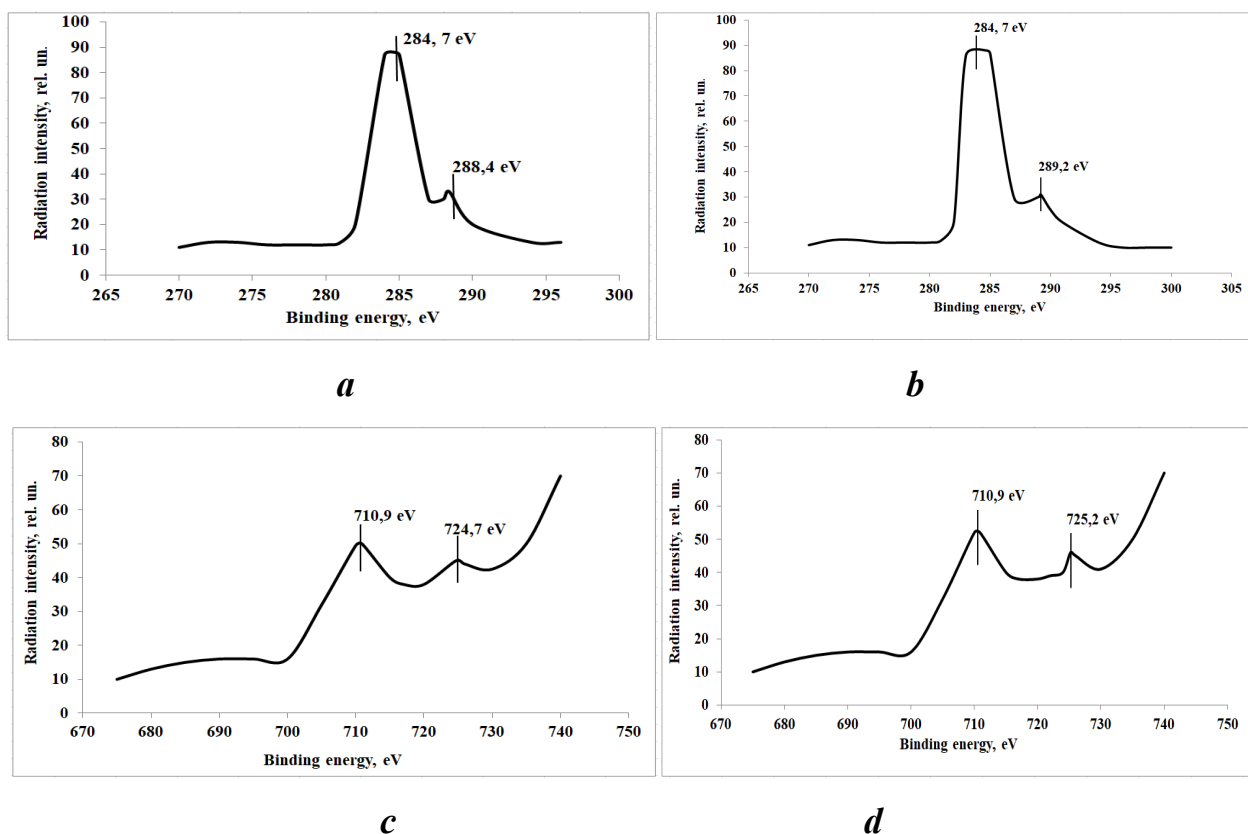 100
90
80
70
60
50
40
30
20
10
0
Radiation intensity, rel. un.
284, 7 eV
288,4 eV
265 270 275 280 285 290 295 300
Binding energy, eV
a
100
90
80
70
60
50
40
30
20
10
0
Radiation intensity, rel. un.
284, 7 eV
289,2 eV
265 270 275 280 285 290 295 300 305
Binding energy, eV
b
80
70
60
50
40
30
20
10
0
Radiation intensity, rel. un.
710,9 eV
724,7 eV
670 680 690 700 710 720 730 740 750
Binding energy, eV
c
80
70
60
50
40
30
20
10
0
Radiation intensity, rel. un.
710,9 eV
725,2 eV
670 680 690 700 710 720 730 740 750
Binding energy, eV
d